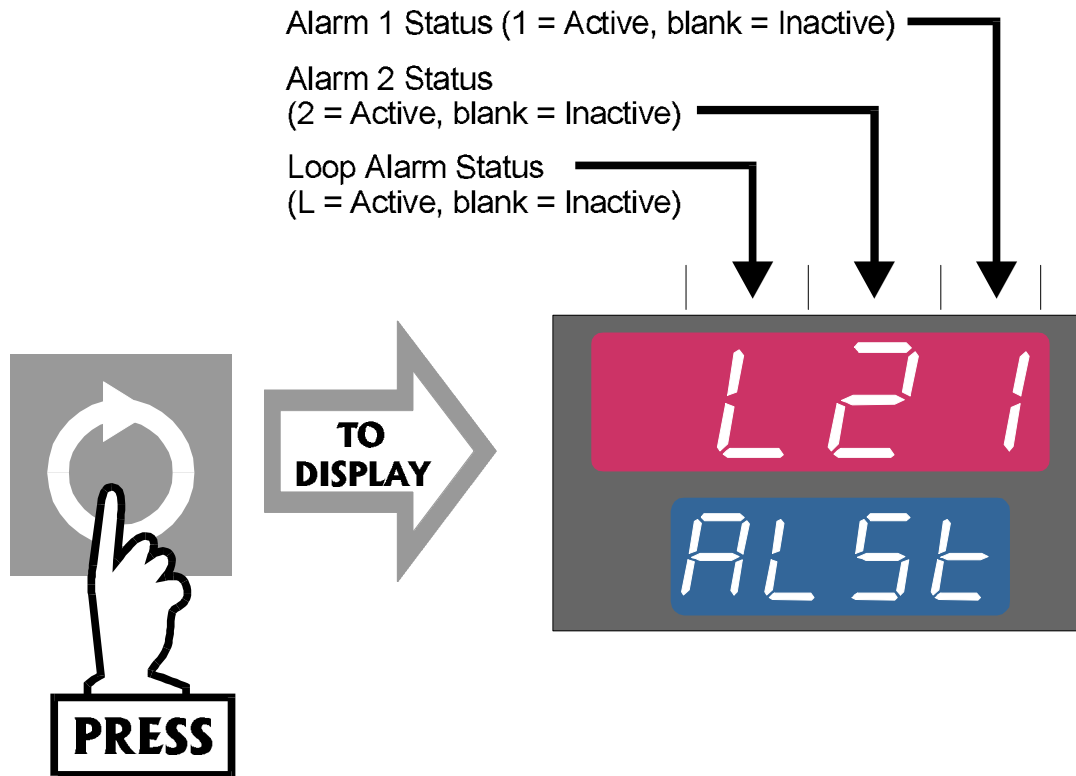 Alarm 1 Status (1 = Active, blank = Inactive)
Alarm 2 Status
(2 = Active, blank = Inactive)
Loop Alarm Status
(L = Active, blank = Inactive)
L21
ALSt
TO
DISPLAY
PRESS